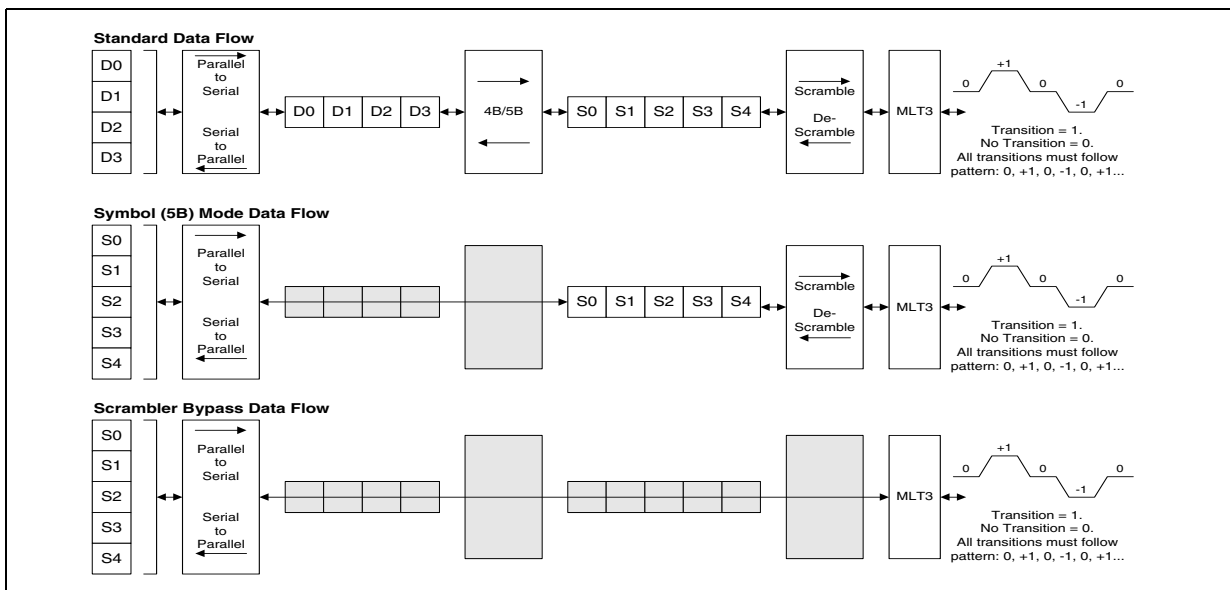 Standard Data Flow
D0
D1
D2
D3
Parallel
to
Serial
Serial
to
Parallel
D0 D1 D2 D3
4B/5B
S0 S1 S2 S3 S4
Scramble
De-
Scramble
MLT3
0 +1 0 -1 0
Transition = 1.
No Transition = 0.
All transitions must follow
pattern: 0, +1, 0, -1, 0, +1...
Symbol (5B) Mode Data Flow
S0
S1
S2
S3
S4
Parallel
to
Serial
Serial
to
Parallel
S0 S1 S2 S3 S4
Scramble
De-
Scramble
MLT3
0 +1 0 -1 0
Transition = 1.
No Transition = 0.
All transitions must follow
pattern: 0, +1, 0, -1, 0, +1...
Scrambler Bypass Data Flow
S0
S1
S2
S3
S4
Parallel
to
Serial
Serial
to
Parallel
MLT3
0 +1 0 -1 0
Transition = 1.
No Transition = 0.
All transitions must follow
pattern: 0, +1, 0, -1, 0, +1...